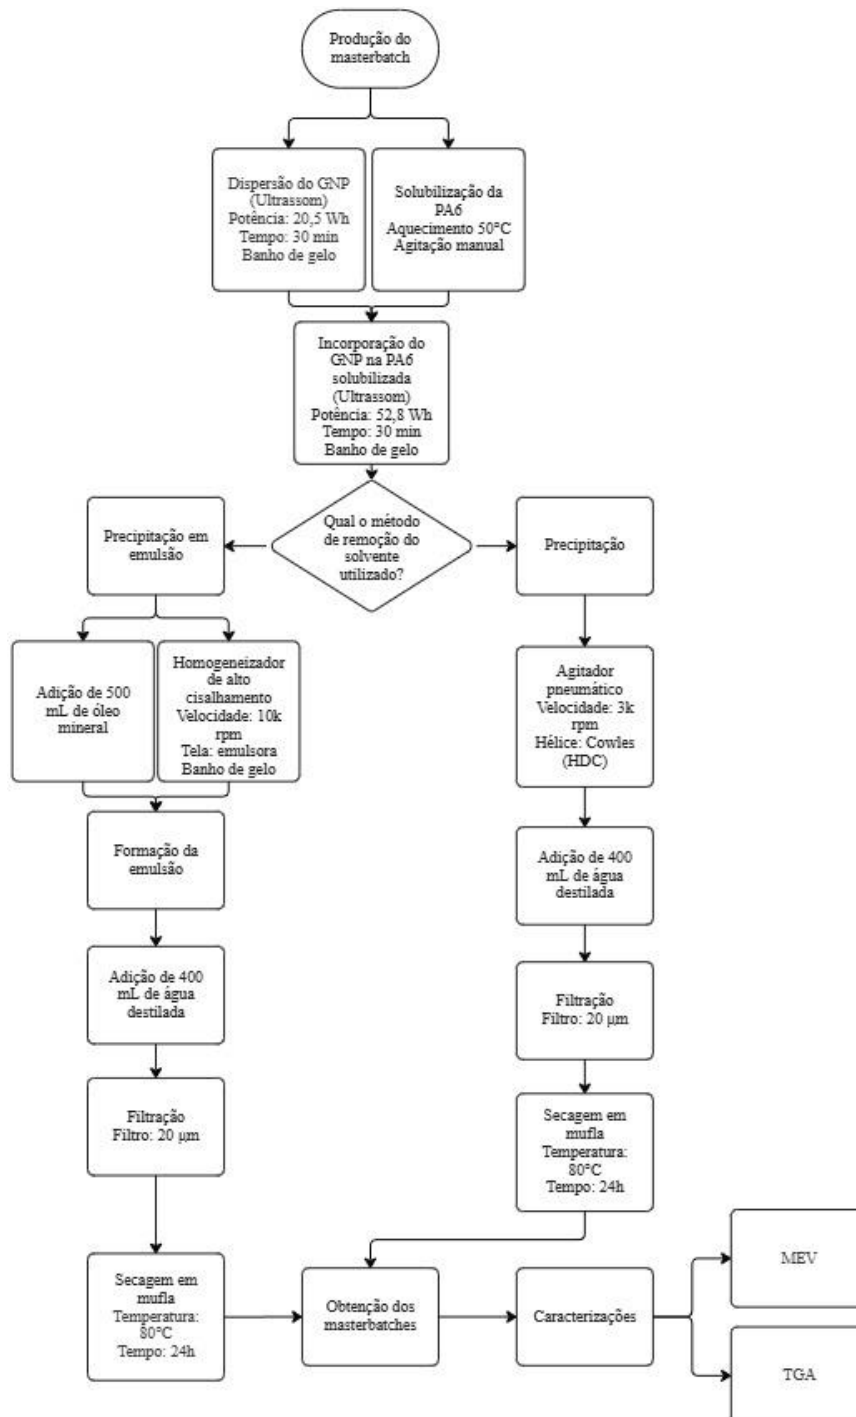 Produção do
masterbatch
Dispersão do GNP
(Ultrassom)
Potência: 20,5 Wh
Tempo: 30 min
Banho de gelo
Solubilização da
PA6
Aquecimento 50°C
Agitação manual
Incorporação do
GNP na PA6
solubilizada
(Ultrassom)
Potência: 52,8 Wh
Tempo: 30 min
Banho de gelo
Qual o método
de remoção do
solvente
utilizado?
Precipitação em
emulsão
Precipitação
Adição de 500
mL de óleo
mineral
Homogeneizador
de alto
cisalhamento
Velocidade: 10k
rpm
Tela: emulsora
Banho de gelo
Formação da
emulsão
Adição de 400
mL de água
destilada
Filtração
Filtro: 20 µm
Secagem em
mufla
Temperatura:
80°C
Tempo: 24h
Agitador
pneumático
Velocidade: 3k
rpm
Hélice: Cowles
(HDC)
Adição de 400
mL de água
destilada
Filtração
Filtro: 20 µm
Secagem em
mufla
Temperatura:
80°C
Tempo: 24h
Obtenção dos
masterbatches
Caracterizações
MEV
TGA